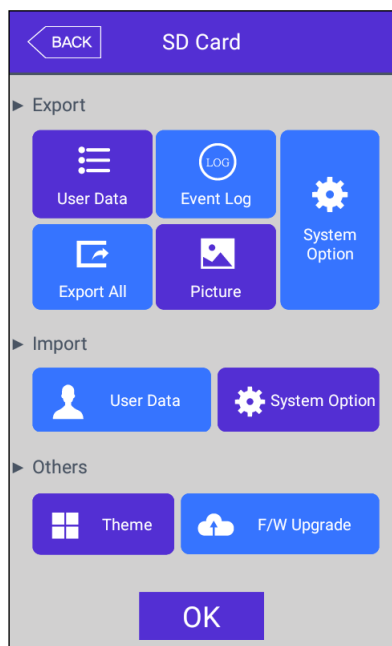 BACK
SD Card
Export
User Data
LOG
Event Log
System
Option
Export All
Picture
Import
User Data
System Option
Others
Theme
F/W Upgrade
OK